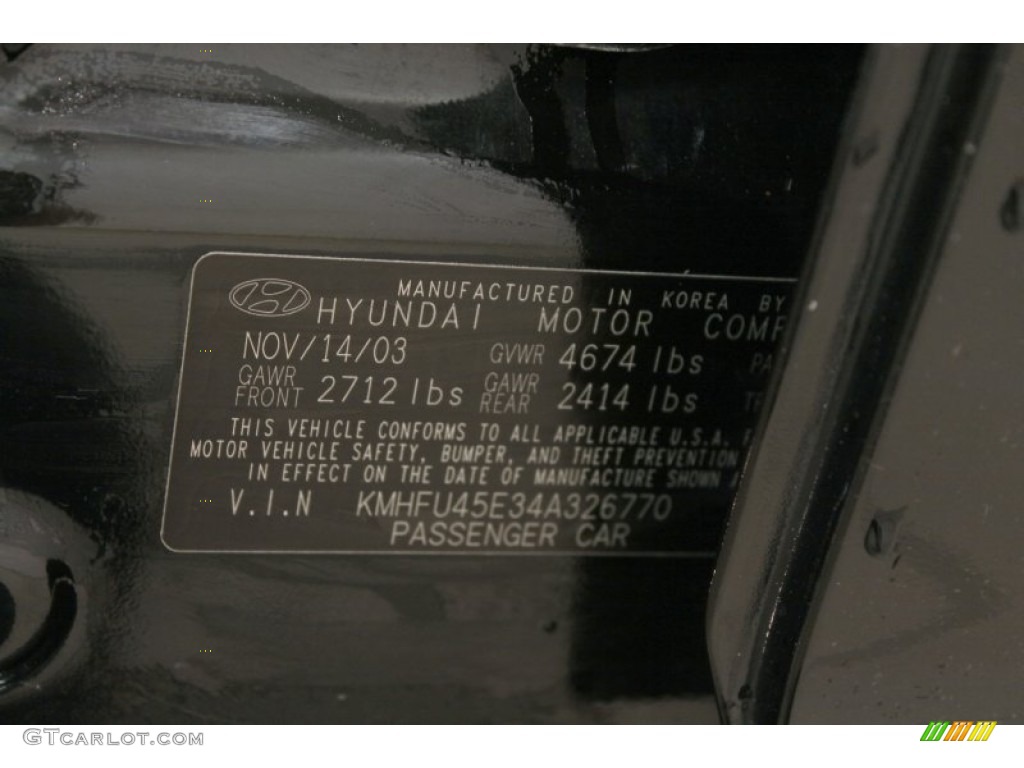 MANUFACTURED IN KOREA BY
HYUNDAI MOTOR COMP
NOV/14/03 GVWR 4674 lbs PA
GAWR FRONT 2712 lbs GAWR REAR 2414 lbs
THIS VEHICLE CONFORMS TO ALL APPLICABLE U.S.A.
MOTOR VEHICLE SAFETY, BUMPER, AND THEFT PREVENTION
IN EFFECT ON THE DATE OF MANUFACTURE SHOWN
V.I.N KMHFU45E34A326770
PASSENGER CAR
GTCarlot.com